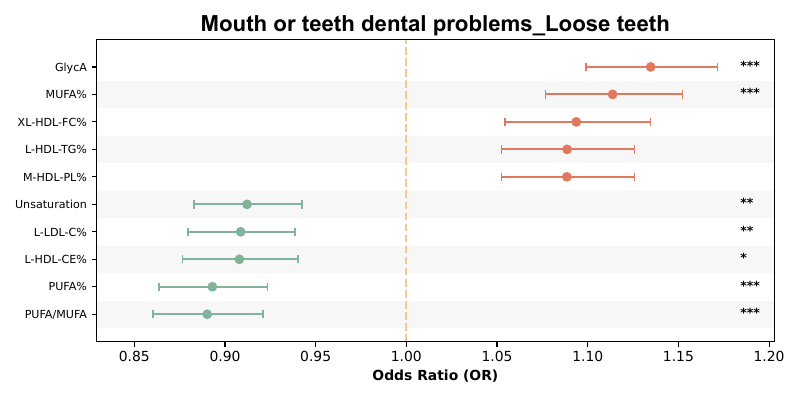 Mouth or teeth dental problems_Loose teeth
GlycA ***
MUFA% ***
XL-HDL-FC%
L-HDL-TG%
M-HDL-PL%
Unsaturation **
L-LDL-C% **
L-HDL-CE% *
PUFA% ***
PUFA/MUFA ***
0.85 0.90 0.95 1.00 1.05 1.10 1.15 1.20
Odds Ratio (OR)